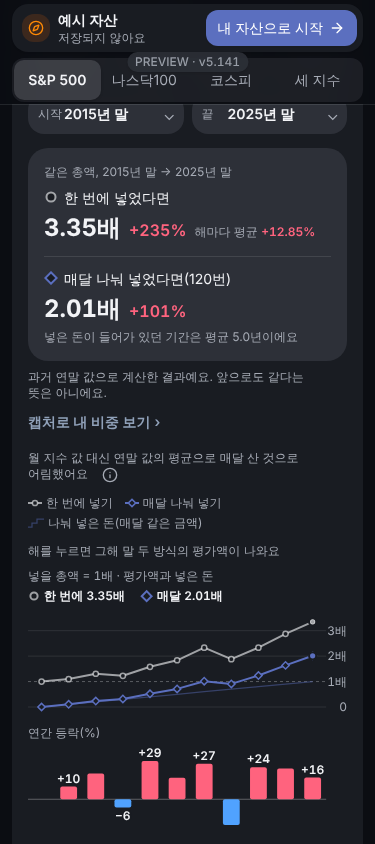 예시 자산
저장되지 않아요
내 자산으로 시작 →
PREVIEW · v5.141
S&P 500 나스닥100 코스피 세 지수
시작 2015년 말 끝 2025년 말
같은 총액, 2015년 말 → 2025년 말
한 번에 넣었다면
3.35배 +235% 해마다 평균 +12.85%
매달 나눠 넣었다면(120번)
2.01배 +101%
넣은 돈이 들어가 있던 기간은 평균 5.0년이에요
과거 연말 값으로 계산한 결과예요. 앞으로도 같다는
뜻은 아니에요.
캡처로 내 비중 보기 ›
월 지수 값 대신 연말 값의 평균으로 매달 산 것으로
어림했어요
한 번에 넣기 매달 나눠 넣기
나눠 넣은 돈(매달 같은 금액)
해를 누르면 그해 말 두 방식의 평가액이 나와요
넣을 총액 = 1배 · 평가액과 넣은 돈
한 번에 3.35배 매달 2.01배
3배
2배
1배
0
연간 등락(%)
+29 +27 +24 +16 +10
−6